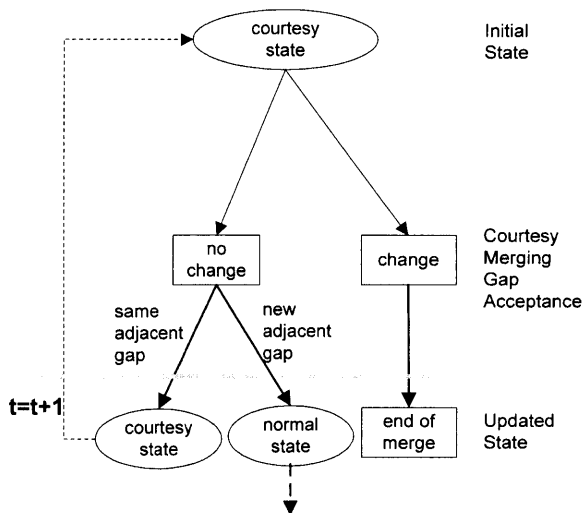 courtesy
state
Initial
State
no
change
change
Courtesy
Merging
Gap
Acceptance
same
adjacent
gap
new
adjacent
gap
t=t+1
courtesy
state
normal
state
end of
merge
Updated
State